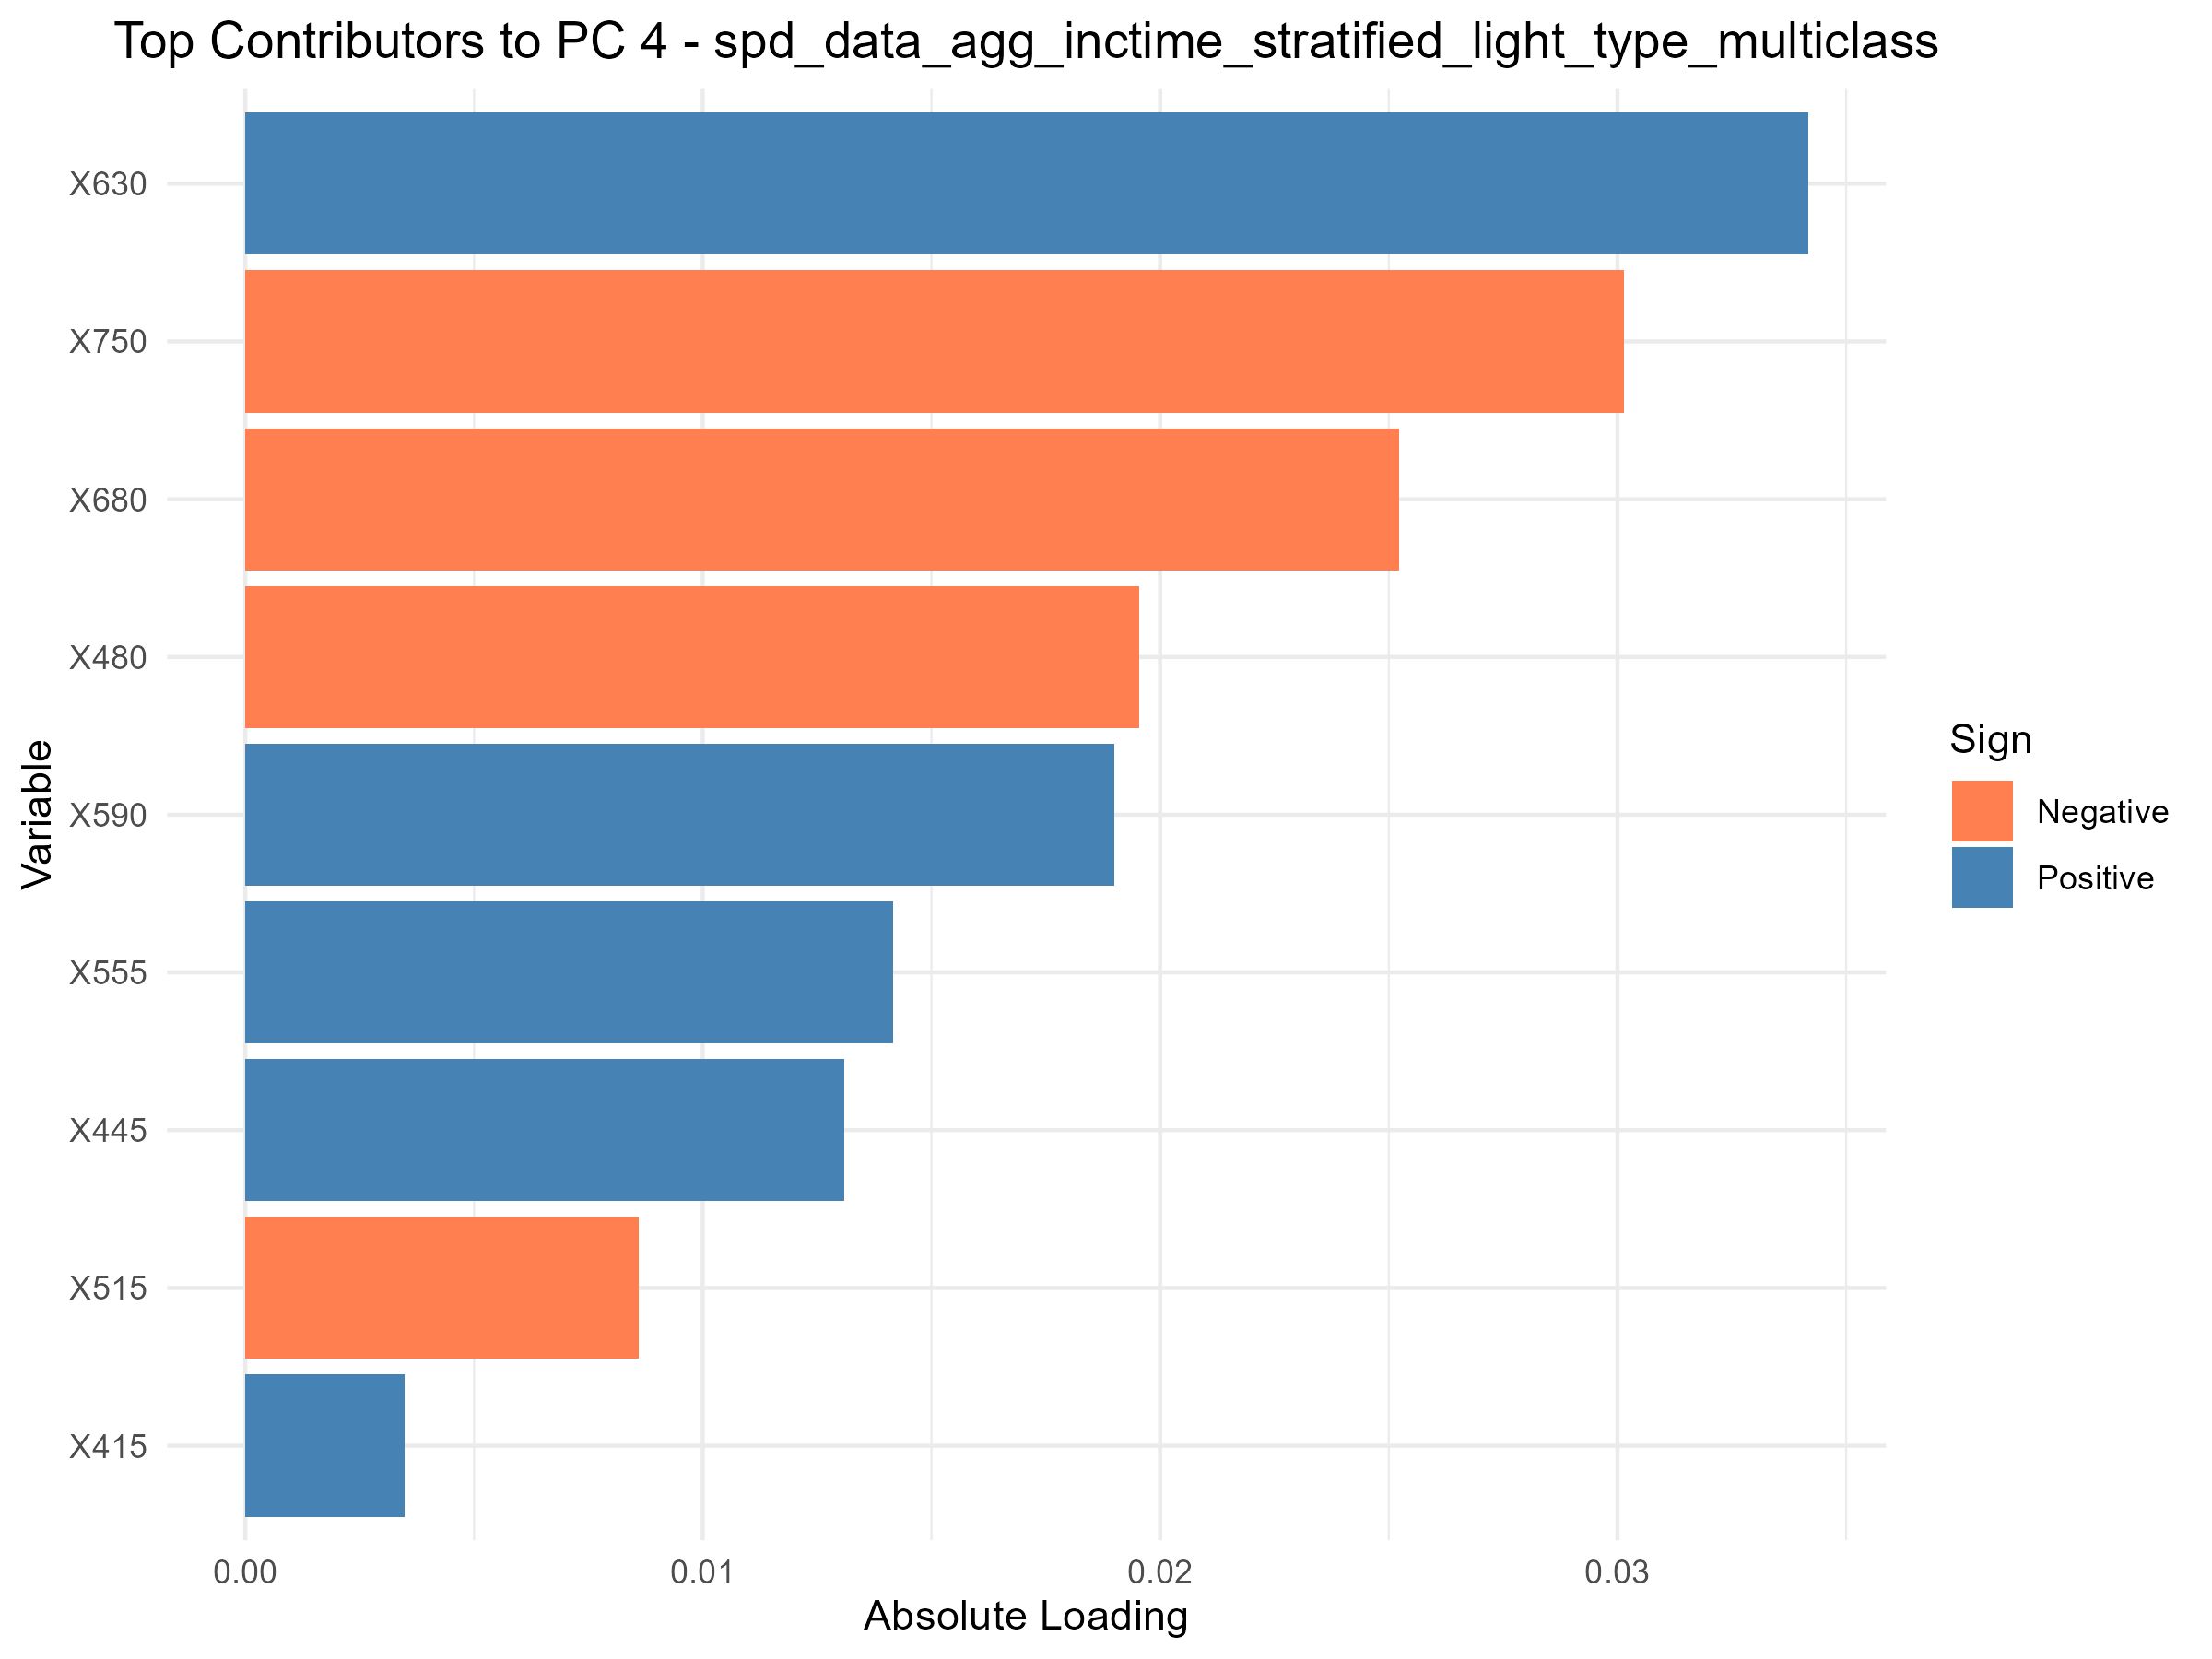 Top Contributors to PC 4 - spd_data_agg_inctime_stratified_light_type_multiclass
X630
X750
X680
X480
X590
X555
X445
X515
X415
Variable
0.00
0.01
0.02
0.03
Absolute Loading
Sign
Negative
Positive